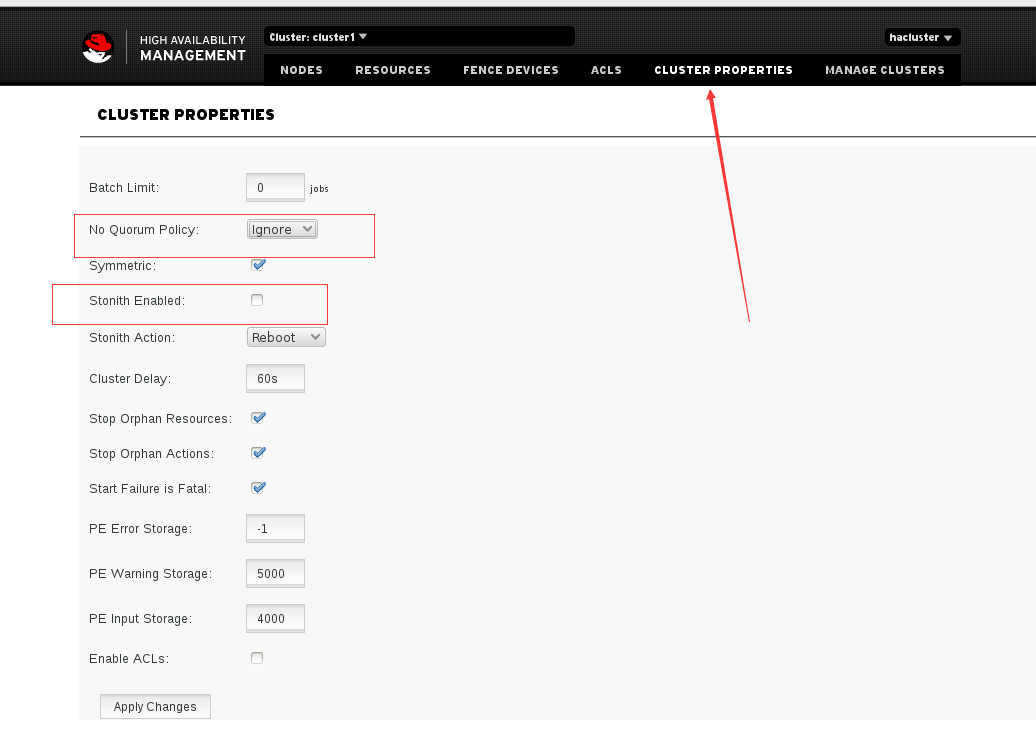 HIGH AVAILABILITY
MANAGEMENT
Cluster: cluster1
hacluster
NODES RESOURCES FENCE DEVICES ACLS CLUSTER PROPERTIES MANAGE CLUSTERS
CLUSTER PROPERTIES
Batch Limit: 0 jobs
No Quorum Policy: Ignore
Symmetric:
Stonith Enabled:
Stonith Action: Reboot
Cluster Delay: 60s
Stop Orphan Resources:
Stop Orphan Actions:
Start Failure is Fatal:
PE Error Storage: -1
PE Warning Storage: 5000
PE Input Storage: 4000
Enable ACLs:
Apply Changes